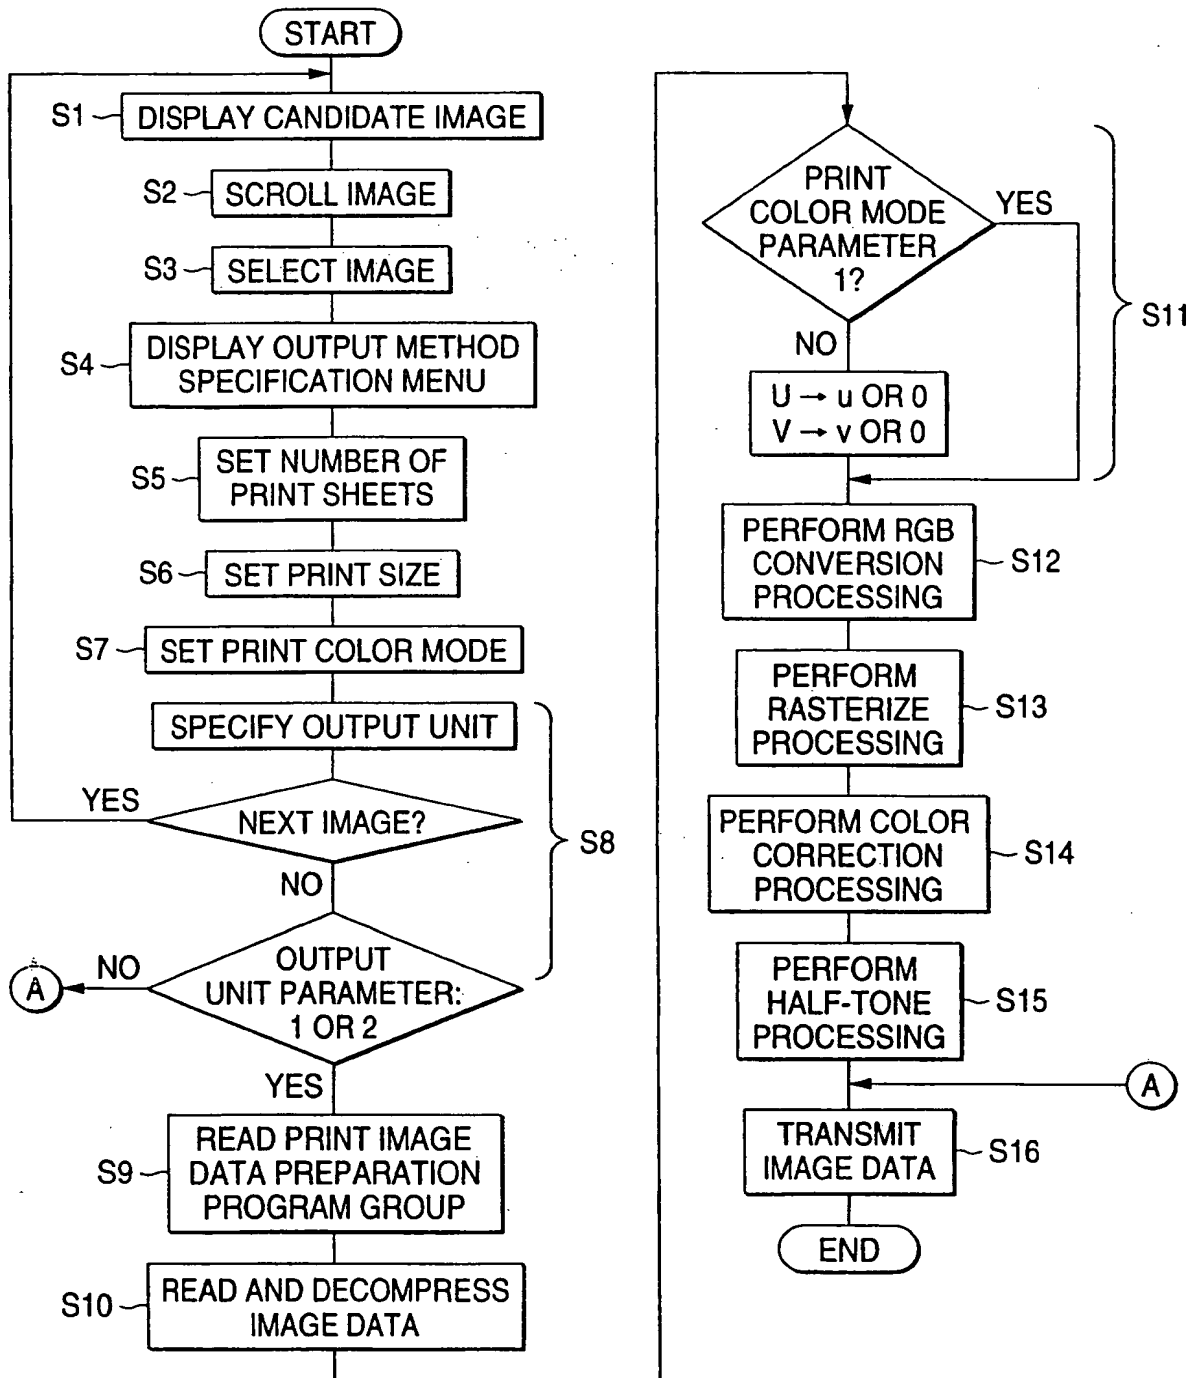 START
S1
DISPLAY CANDIDATE IMAGE
S2
SCROLL IMAGE
S3
SELECT IMAGE
S4
DISPLAY OUTPUT METHOD
SPECIFICATION MENU
S5
SET NUMBER OF
PRINT SHEETS
S6
SET PRINT SIZE
S7
SET PRINT COLOR MODE
SPECIFY OUTPUT UNIT
YES
NEXT IMAGE?
S8
NO
OUTPUT
UNIT PARAMETER:
1 OR 2
NO
A
YES
S9
READ PRINT IMAGE
DATA PREPARATION
PROGRAM GROUP
S10
READ AND DECOMPRESS
IMAGE DATA
PRINT
COLOR MODE
PARAMETER
1?
YES
S11
NO
U → u OR 0
V → v OR 0
PERFORM RGB
CONVERSION
PROCESSING
S12
PERFORM
RASTERIZE
PROCESSING
S13
PERFORM COLOR
CORRECTION
PROCESSING
S14
PERFORM
HALF-TONE
PROCESSING
S15
A
TRANSMIT
IMAGE DATA
S16
END